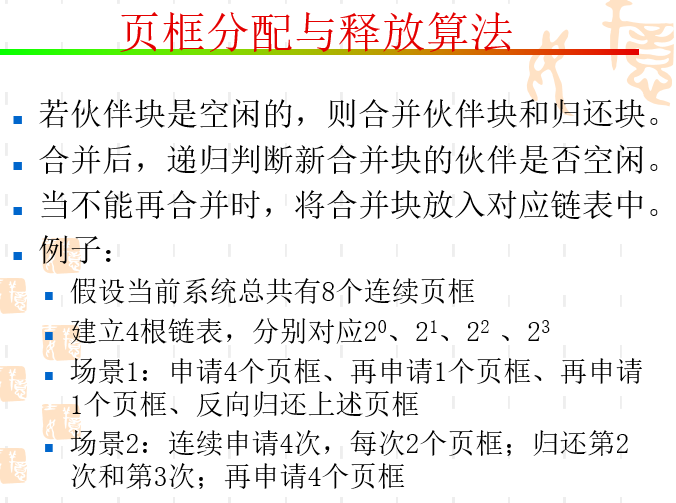 页框分配与释放算法
若伙伴块是空闲的，则合并伙伴块和归还块。
合并后，递归判断新合并块的伙伴是否空闲。
当不能再合并时，将合并块放入对应链表中。
例子：
假设当前系统总共有8个连续页框
建立4根链表，分别对应2⁰、2¹、2² 、2³
场景1：申请4个页框、再申请1个页框、再申请
1个页框、反向归还上述页框
场景2：连续申请4次，每次2个页框；归还第2
次和第3次；再申请4个页框